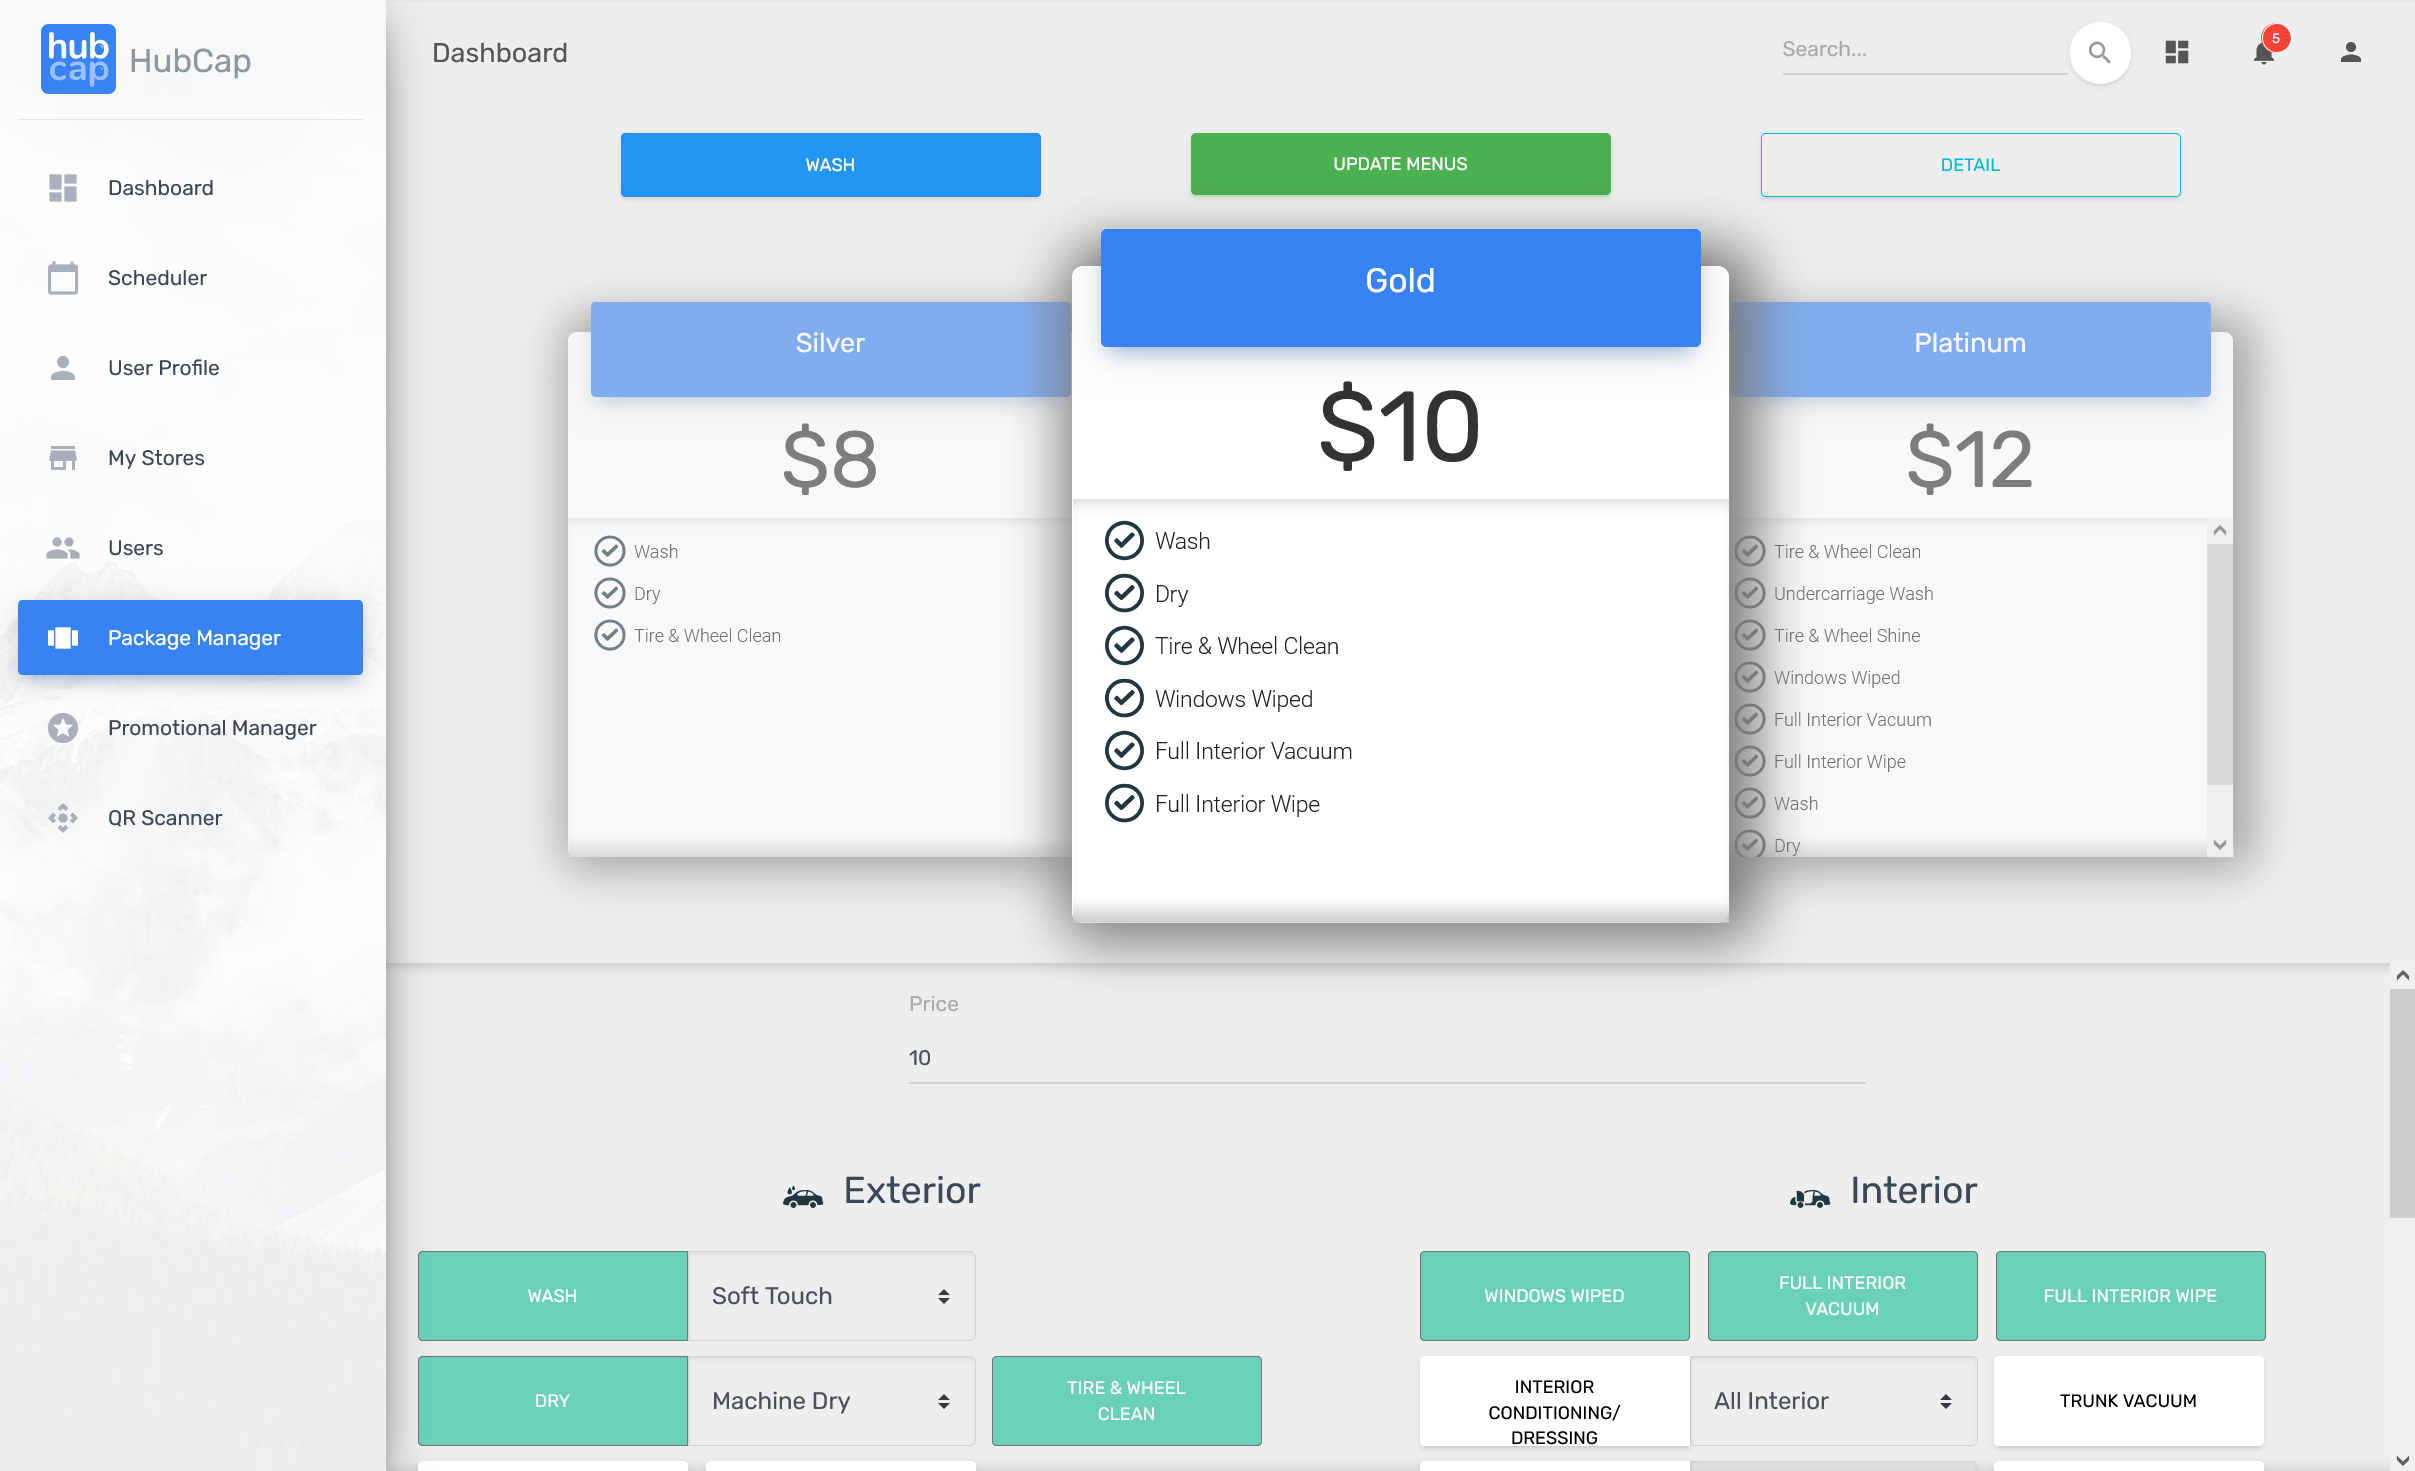 hub
cap
HubCap
Dashboard
Search...
5
Dashboard
Scheduler
User Profile
My Stores
Users
Package Manager
Promotional Manager
QR Scanner
WASH
UPDATE MENUS
DETAIL
Silver
$8
Wash
Dry
Tire & Wheel Clean
Gold
$10
Wash
Dry
Tire & Wheel Clean
Windows Wiped
Full Interior Vacuum
Full Interior Wipe
Platinum
$12
Tire & Wheel Clean
Undercarriage Wash
Tire & Wheel Shine
Windows Wiped
Full Interior Vacuum
Full Interior Wipe
Wash
Dry
Price
10
Exterior
WASH
Soft Touch
DRY
Machine Dry
TIRE & WHEEL
CLEAN
Interior
WINDOWS WIPED
FULL INTERIOR
VACUUM
FULL INTERIOR WIPE
INTERIOR
CONDITIONING/
DRESSING
All Interior
TRUNK VACUUM